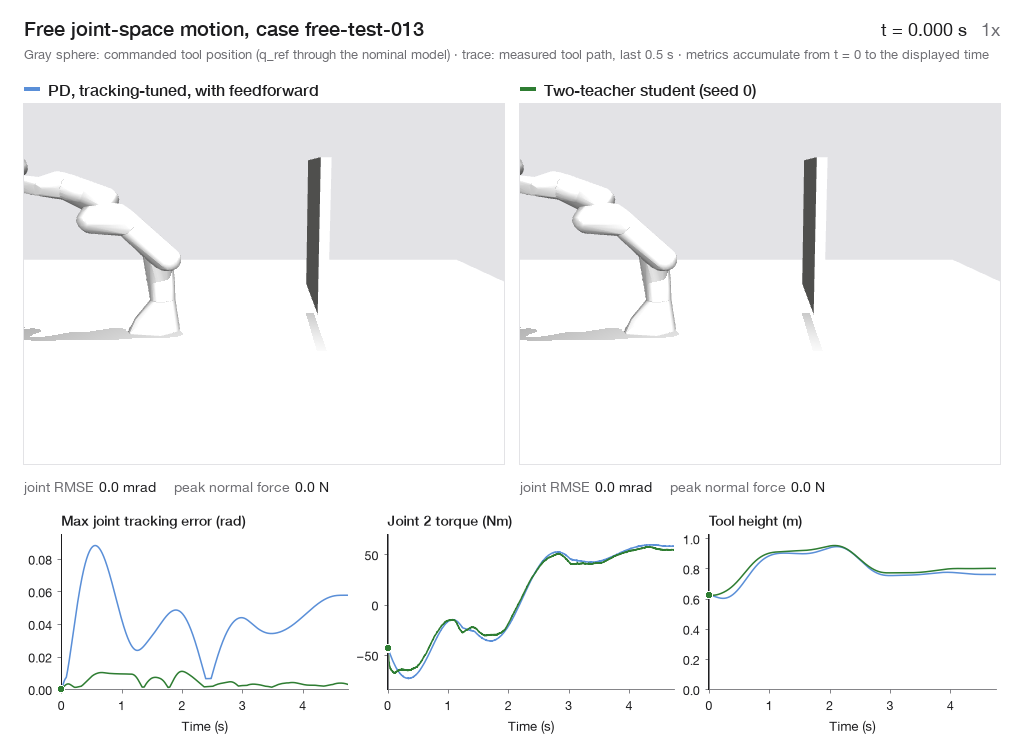 Free joint-space motion, case free-test-013
t = 0.000 s 1x
Gray sphere: commanded tool position (q_ref through the nominal model) · trace: measured tool path, last 0.5 s · metrics accumulate from t = 0 to the displayed time
PD, tracking-tuned, with feedforward
Two-teacher student (seed 0)
joint RMSE 0.0 mrad peak normal force 0.0 N
joint RMSE 0.0 mrad peak normal force 0.0 N
Max joint tracking error (rad)
0.08
0.06
0.04
0.02
0.00
0 1 2 3 4
Time (s)
Joint 2 torque (Nm)
50
0
−50
0 1 2 3 4
Time (s)
Tool height (m)
1.0
0.8
0.6
0.4
0.2
0.0
0 1 2 3 4
Time (s)